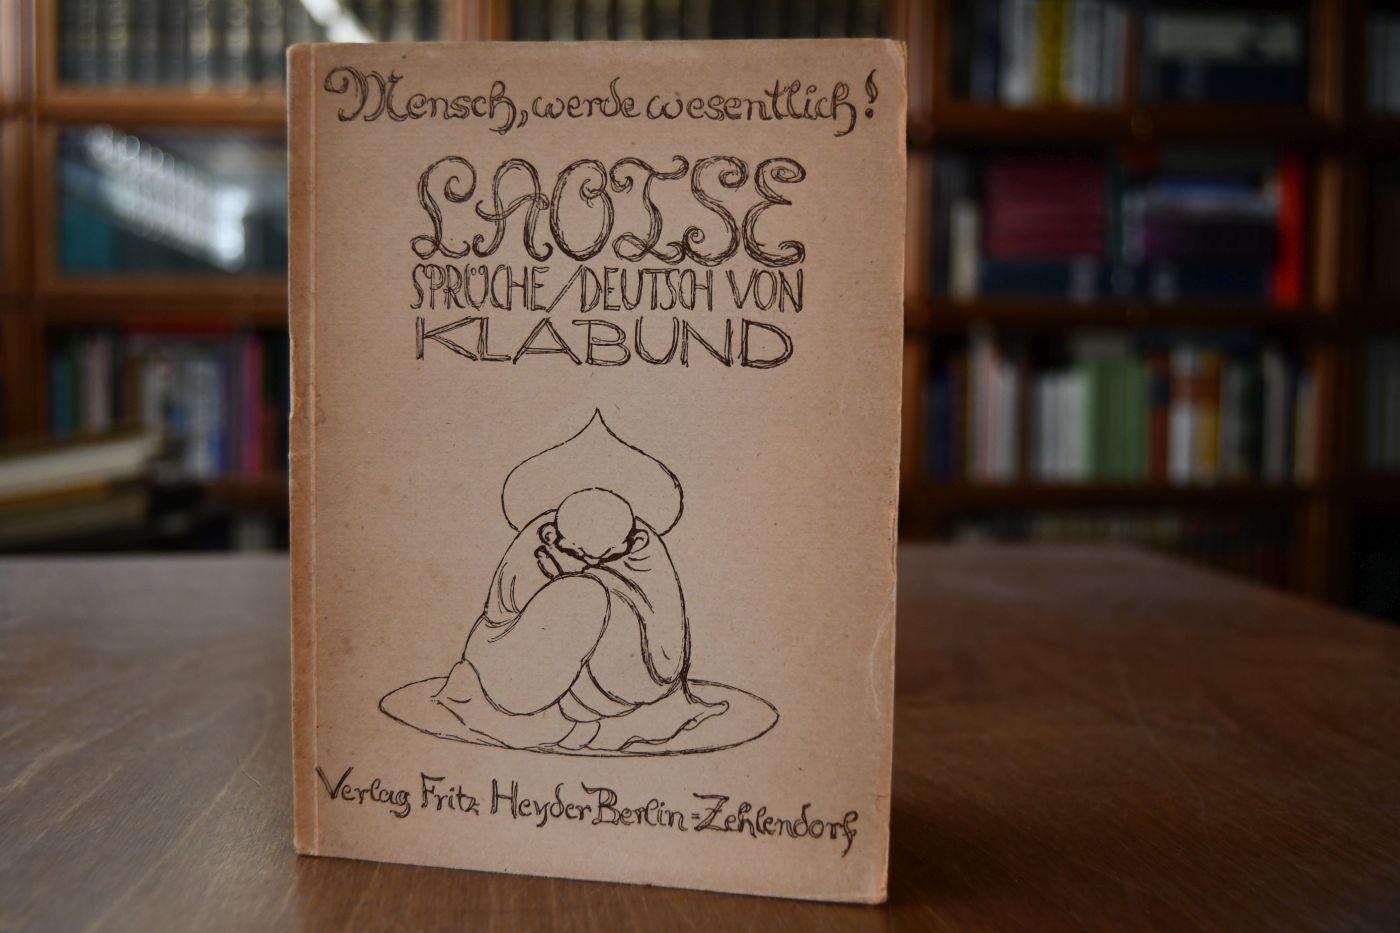 Mensch, werde wesentlich!
LAOTSE
SPRÜCHE/DEUTSCH VON
KLABUND
Verlag Fritz Heyder Berlin=Zehlendorf